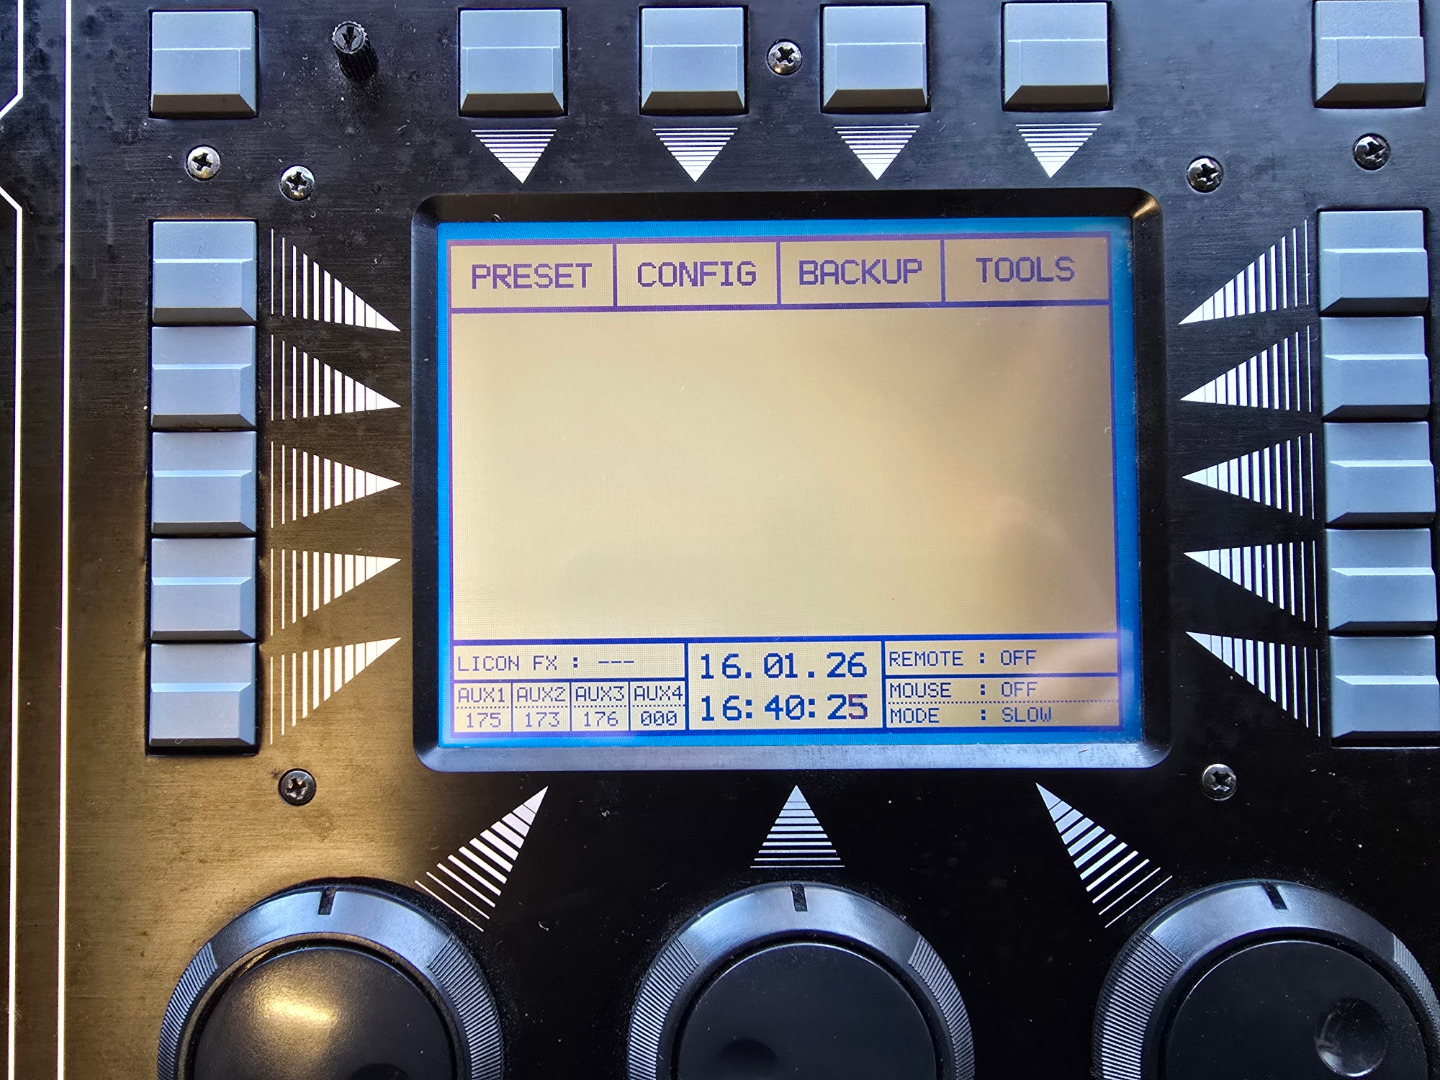 PRESET CONFIG BACKUP TOOLS
LICON FX : ---
AUX1 AUX2 AUX3 AUX4
175 173 176 000
16.01.26
16:40:25
REMOTE : OFF
MOUSE : OFF
MODE : SLOW